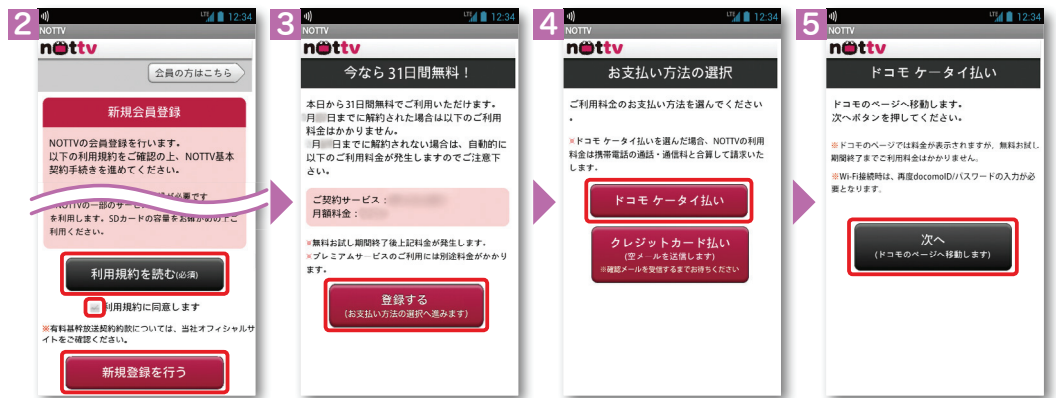 2
LTE 12:34
NOTTV
nottv
会員の方はこちら
新規会員登録
NOTTVの会員登録を行います。
以下の利用規約をご確認の上、NOTTV基本
契約手続きを進めてください。
が必要です
NOTTVの一部のサー
を利用します。SDカードの容量をお確かめの上ご
利用ください。
利用規約を読む(必須)
利用規約に同意します
※有料基幹放送契約約款については、当社オフィシャルサ
イトをご確認ください。
新規登録を行う
3
LTE 12:34
NOTTV
nottv
今なら31日間無料！
本日から31日間無料でご利用いただけます。
月 日までに解約された場合は以下のご利用
料金はかかりません。
月 日までに解約されない場合は、自動的に
以下のご利用料金が発生しますのでご注意下
さい。
ご契約サービス：
月額料金：
※無料お試し期間終了後上記料金が発生します。
※プレミアムサービスのご利用には別途料金がかかり
ます。
登録する
(お支払い方法の選択へ進みます)
4
LTE 12:34
NOTTV
nottv
お支払い方法の選択
ご利用料金のお支払い方法を選んでください
。
※ドコモ ケータイ払いを選んだ場合、NOTTVの利用
料金は携帯電話の通話・通信料と合算して請求いた
します。
ドコモ ケータイ払い
クレジットカード払い
(空メールを送信します)
※確認メールを受信するまでお待ちください
5
LTE 12:34
NOTTV
nottv
ドコモ ケータイ払い
ドコモのページへ移動します。
次へボタンを押してください。
※ドコモのページでは料金が表示されますが、無料お試し
期間終了までご利用料金はかかりません。
※Wi-Fi接続時は、再度docomoID/パスワードの入力が必
要となります。
次へ
(ドコモのページへ移動します)